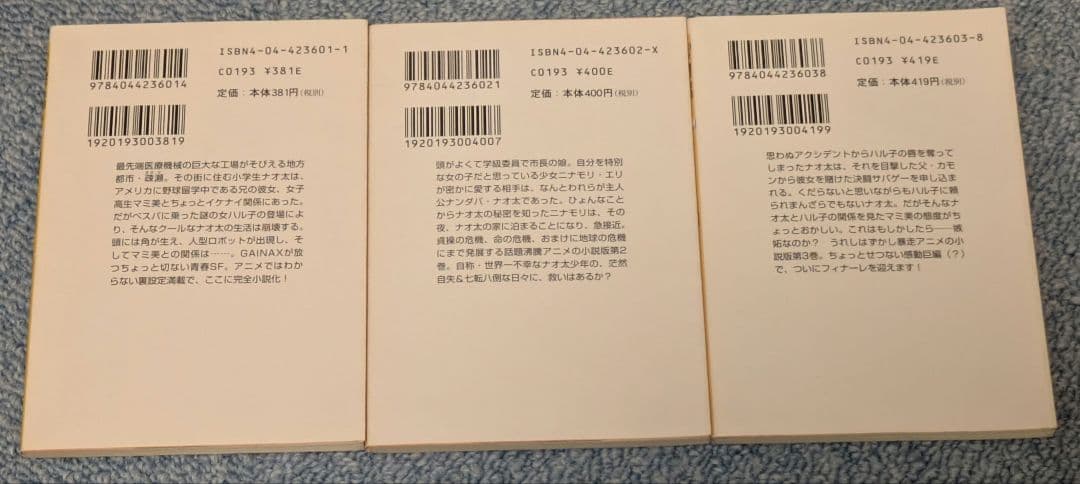 ISBN4-04-423601-1
C0193 ¥381E
9784044236014
定価：本体381円(税別)
1920193003819
最先端医療機械の巨大な工場がそびえる地方
都市・疎瀬。その街に住む小学生ナオ太は、
アメリカに野球留学中である兄の彼女、女子
高生マミ美とちょっとイケナイ関係にあった。
だがベスパに乗った謎の女ハル子の登場によ
り、そんなクールなナオ太の生活は崩壊する。
頭には角が生え、人型ロボットが出現し、そ
してマミ美との関係は……。GAINAXが放
つちょっと切ない青春SF。アニメではわか
らない裏設定満載で、ここに完全小説化！
ISBN4-04-423602-X
C0193 ¥400E
9784044236021
定価：本体400円(税別)
1920193004007
頭がよくて学級委員で市長の娘。自分を特別
な女の子だと思っている少女ニナモリ・エリ
が密かに愛する相手は、なんとわれらが主人
公ナンダバ・ナオ太であった。ひょんなこと
からナオ太の秘密を知ったニナモリは、その
夜、ナオ太の家に泊まることになり、急接近。
貞操の危機、命の危機、おまけに地球の危機
にまで発展する話題沸騰アニメの小説版第2
巻。自称・世界一不幸なナオ太少年の、茫然
自失&七転八倒な日々に、救いはあるか？
ISBN4-04-423603-8
C0193 ¥419E
9784044236038
定価：本体419円(税別)
1920193004199
思わぬアクシデントからハル子の唇を奪って
しまったナオ太は、それを目撃した父・カモ
ンから彼女を賭けた決闘サバゲーを申し込ま
れる。くだらないと思いながらもハル子に頼
られまんざらでもないナオ太。だがそんなナ
オ太とハル子の関係を見たマミ美の態度がち
ょっとおかしい。これはもしかしたら──嫉
妬なのか？　うれしはずかし暴走アニメの小
説版第3巻。ちょっとせつない感動巨編（？）
で、ついにフィナーレを迎えます！